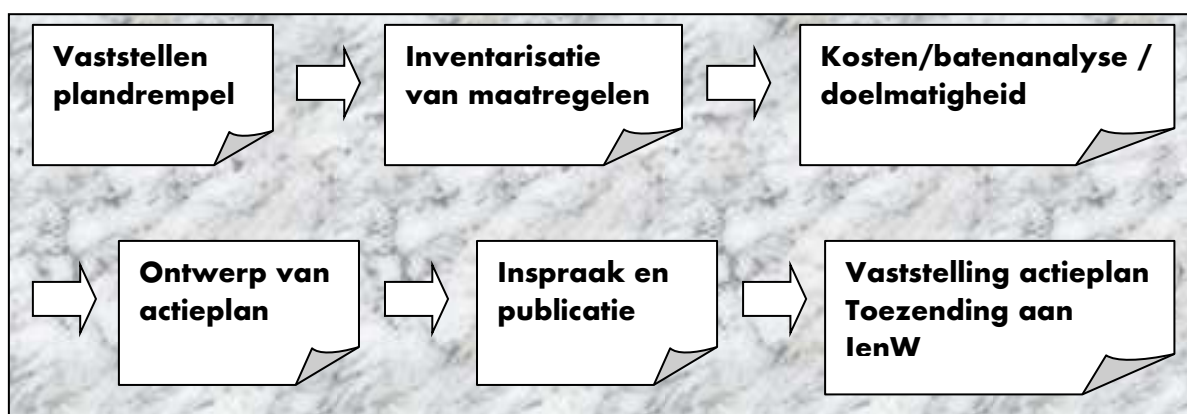 Vaststellen
plandrempel
Inventarisatie
van maatregelen
Kosten/batenanalyse /
doelmatigheid
Ontwerp van
actieplan
Inspraak en
publicatie
Vaststelling actieplan
Toezending aan
IenW